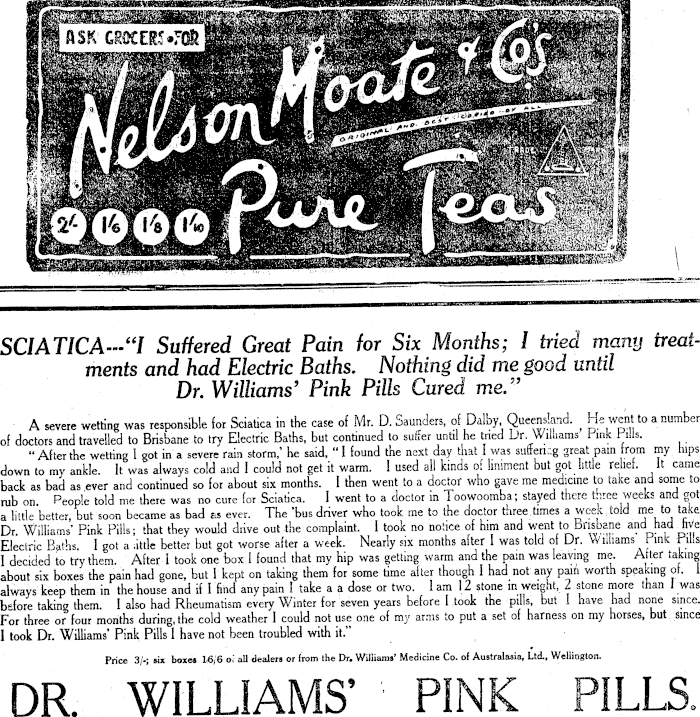 ASK GROCERS FOR
Nelson Moate & Co's
ORIGINAL AND BEST COPIED BY ALL
TRADE MARK
Pure Teas
2/- 1/6 1/8 1/10
SCIATICA---“I Suffered Great Pain for Six Months; I tried many treat-
ments and had Electric Baths. Nothing did me good until
Dr. Williams’ Pink Pills Cured me.”
A severe wetting was responsible for Sciatica in the case of Mr. D. Saunders, of Dalby, Queensland. He went to a number
of doctors and travelled to Brisbane to try Electric Baths, but continued to suffer until he tried Dr. Williams’ Pink Pills.
“After the wetting I got in a severe rain storm,’ he said, “I found the next day that I was suffering great pain from my hips
down to my ankle. It was always cold and I could not get it warm. I used all kinds of liniment but got little relief. It came
back as bad as ever and continued so for about six months. I then went to a doctor who gave me medicine to take and some to
rub on. People told me there was no cure for Sciatica. I went to a doctor in Toowoomba; stayed there three weeks and got
a little better, but soon became as bad as ever. The ’bus driver who took me to the doctor three times a week told me to take
Dr. Williams’ Pink Pills; that they would drive out the complaint. I took no notice of him and went to Brisbane and had five
Electric Baths. I got a little better but got worse after a week. Nearly six months after I was told of Dr. Williams’ Pink Pills
I decided to try them. After I took one box I found that my hip was getting warm and the pain was leaving me. After taking
about six boxes the pain had gone, but I kept on taking them for some time after though I had not any pain worth speaking of. I
always keep them in the house and if I find any pain I take a a dose or two. I am 12 stone in weight, 2 stone more than I was
before taking them. I also had Rheumatism every Winter for seven years before I took the pills, but I have had none since.
For three or four months during, the cold weather I could not use one of my arms to put a set of harness on my horses, but since
I took Dr. Williams’ Pink Pills I have not been troubled with it.”
Price 3/-; six boxes 16/6 of all dealers or from the Dr. Williams’ Medicine Co. of Australasia, Ltd., Wellington.
DR. WILLIAMS’ PINK PILLS.